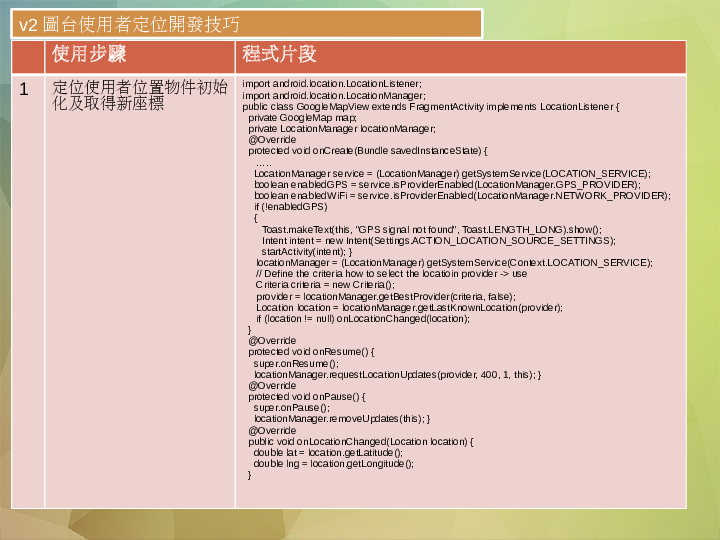 v2 圖台使用者定位開發技巧
使用步驟
程式片段
1
定位使用者位置物件初始
化及取得新座標
import android.location.LocationListener;
import android.location.LocationManager;
public class GoogleMapView extends FragmentActivity implements LocationListener {
private GoogleMap map;
private LocationManager locationManager;
@Override
protected void onCreate(Bundle savedInstanceState) {
…..
LocationManager service = (LocationManager) getSystemService(LOCATION_SERVICE);
boolean enabledGPS = service.isProviderEnabled(LocationManager.GPS_PROVIDER);
boolean enabledWiFi = service.isProviderEnabled(LocationManager.NETWORK_PROVIDER);
if (!enabledGPS)
{
Toast.makeText(this, "GPS signal not found", Toast.LENGTH_LONG).show();
Intent intent = new Intent(Settings.ACTION_LOCATION_SOURCE_SETTINGS);
startActivity(intent); }
locationManager = (LocationManager) getSystemService(Context.LOCATION_SERVICE);
// Define the criteria how to select the locatioin provider -> use
Criteria criteria = new Criteria();
provider = locationManager.getBestProvider(criteria, false);
Location location = locationManager.getLastKnownLocation(provider);
if (location != null) onLocationChanged(location);
}
@Override
protected void onResume() {
super.onResume();
locationManager.requestLocationUpdates(provider, 400, 1, this); }
@Override
protected void onPause() {
super.onPause();
locationManager.removeUpdates(this); }
@Override
public void onLocationChanged(Location location) {
double lat = location.getLatitude();
double lng = location.getLongitude();
}